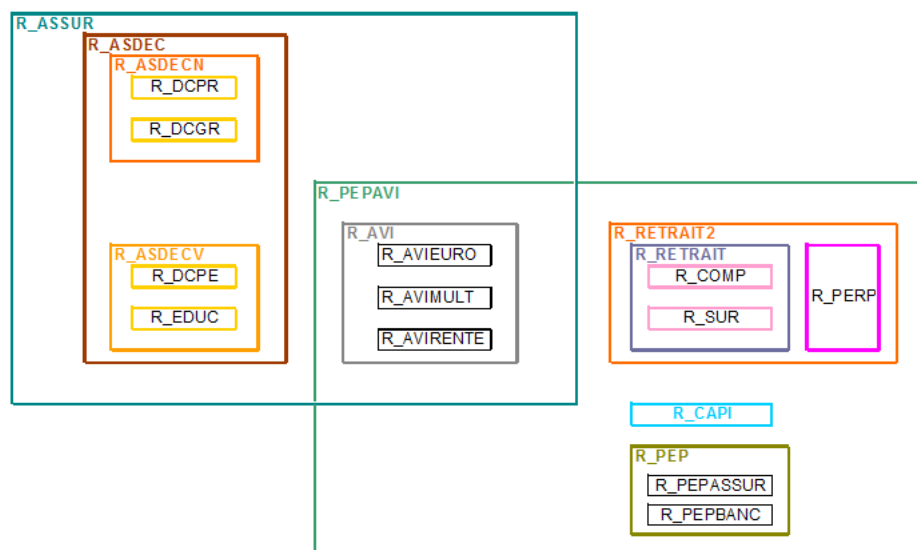 R_ASSUR
R_ASDEC
R_ASDECN
R_DCPR
R_DCGR
R_PEPAVI
R_AVI
R_RETRAIT2
R_ASDECV
R_AVIEURO
R_RETRAIT
R_DCPE
R_COMP
R_AVIMULT
R_PERP
R_EDUC
R_SUR
R_AVIRENTE
R_CAPI
R_PEP
R_PEPASSUR
R_PEPBANC